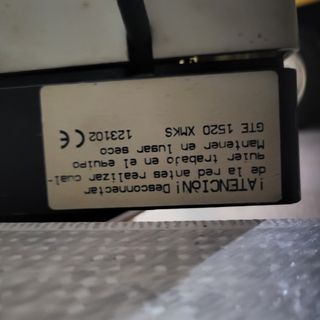 ¡ATENCIÓN! Desconnectar
de la red antes realizar cual-
quier trabajo en el equipo
Mantener en lugar seco
GTE 1520 XMKS 123102 CE